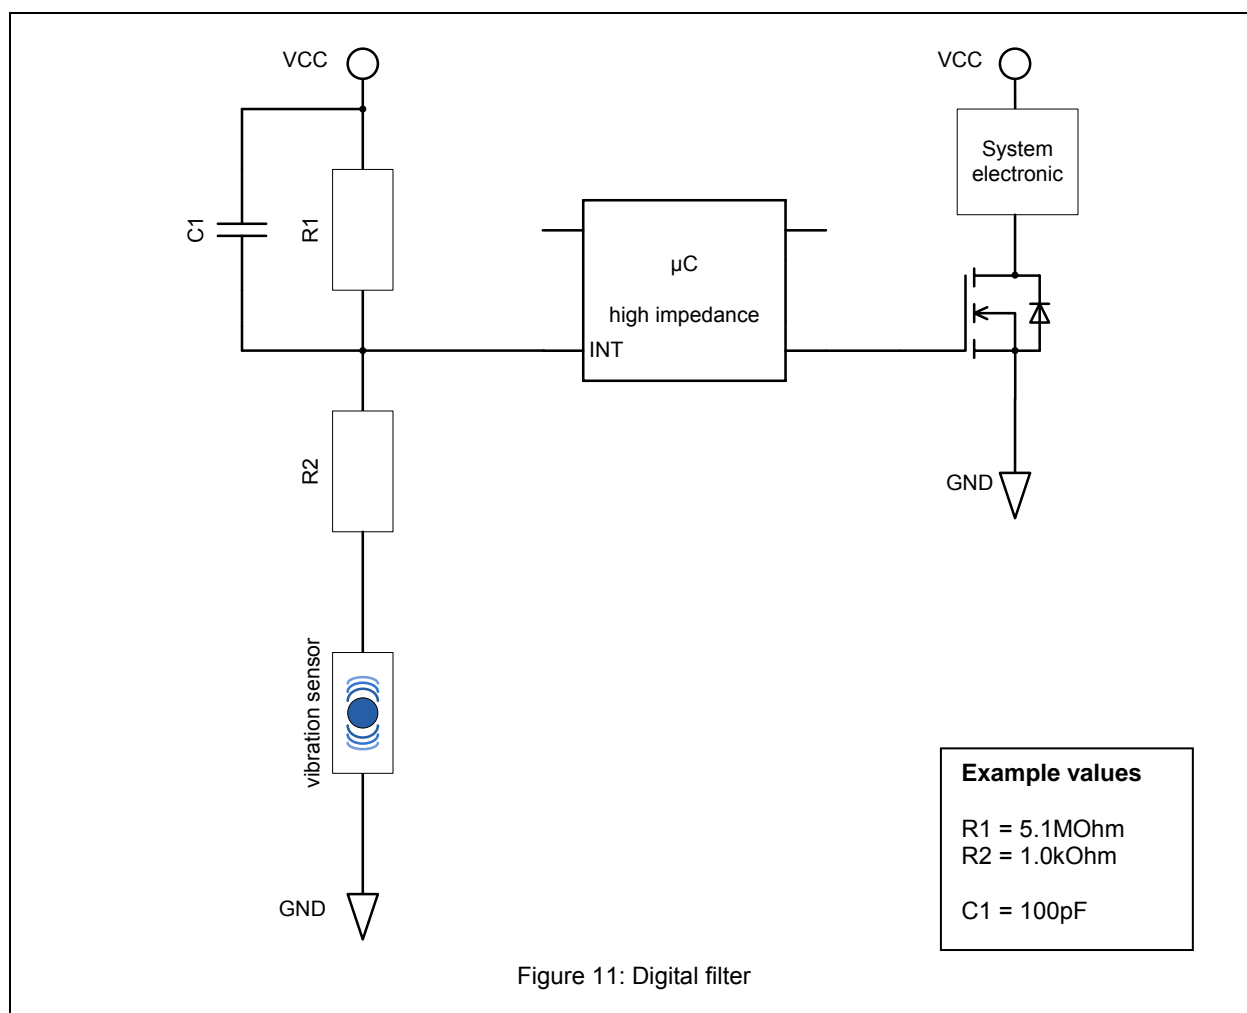 VCC
VCC
System
electronic
C1
R1
µC
high impedance
INT
R2
GND
vibration sensor
Example values
R1 = 5.1MOhm
R2 = 1.0kOhm
C1 = 100pF
GND
Figure 11: Digital filter